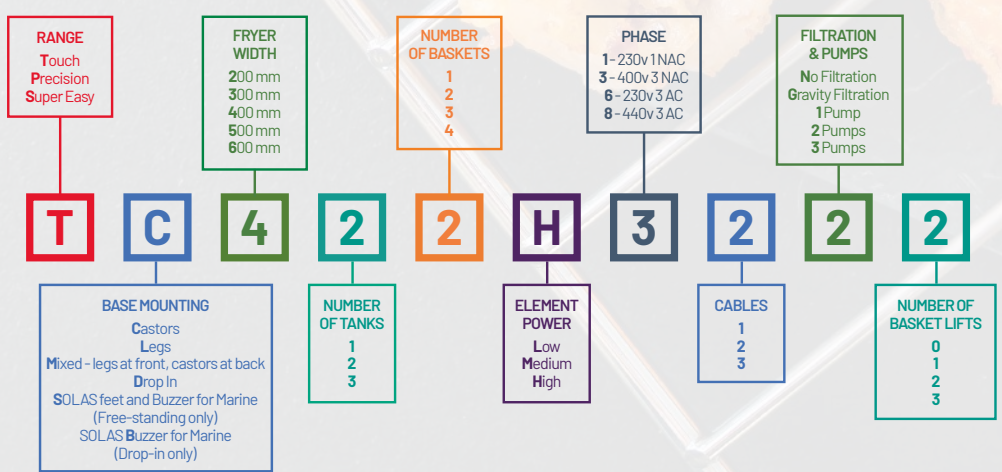 RANGE
Touch
Precision
Super Easy
FRYER
WIDTH
200 mm
300 mm
400 mm
500 mm
600 mm
NUMBER
OF BASKETS
1
2
3
4
PHASE
1 - 230v 1 NAC
3 - 400v 3 NAC
6 - 230v 3 AC
8 - 440v 3 AC
FILTRATION
& PUMPS
No Filtration
Gravity Filtration
1 Pump
2 Pumps
3 Pumps
T C 4 2 2 H 3 2 2 2
BASE MOUNTING
Castors
Legs
Mixed - legs at front, castors at back
Drop In
SOLAS feet and Buzzer for Marine
(Free-standing only)
SOLAS Buzzer for Marine
(Drop-in only)
NUMBER
OF TANKS
1
2
3
ELEMENT
POWER
Low
Medium
High
CABLES
1
2
3
NUMBER OF
BASKET LIFTS
0
1
2
3